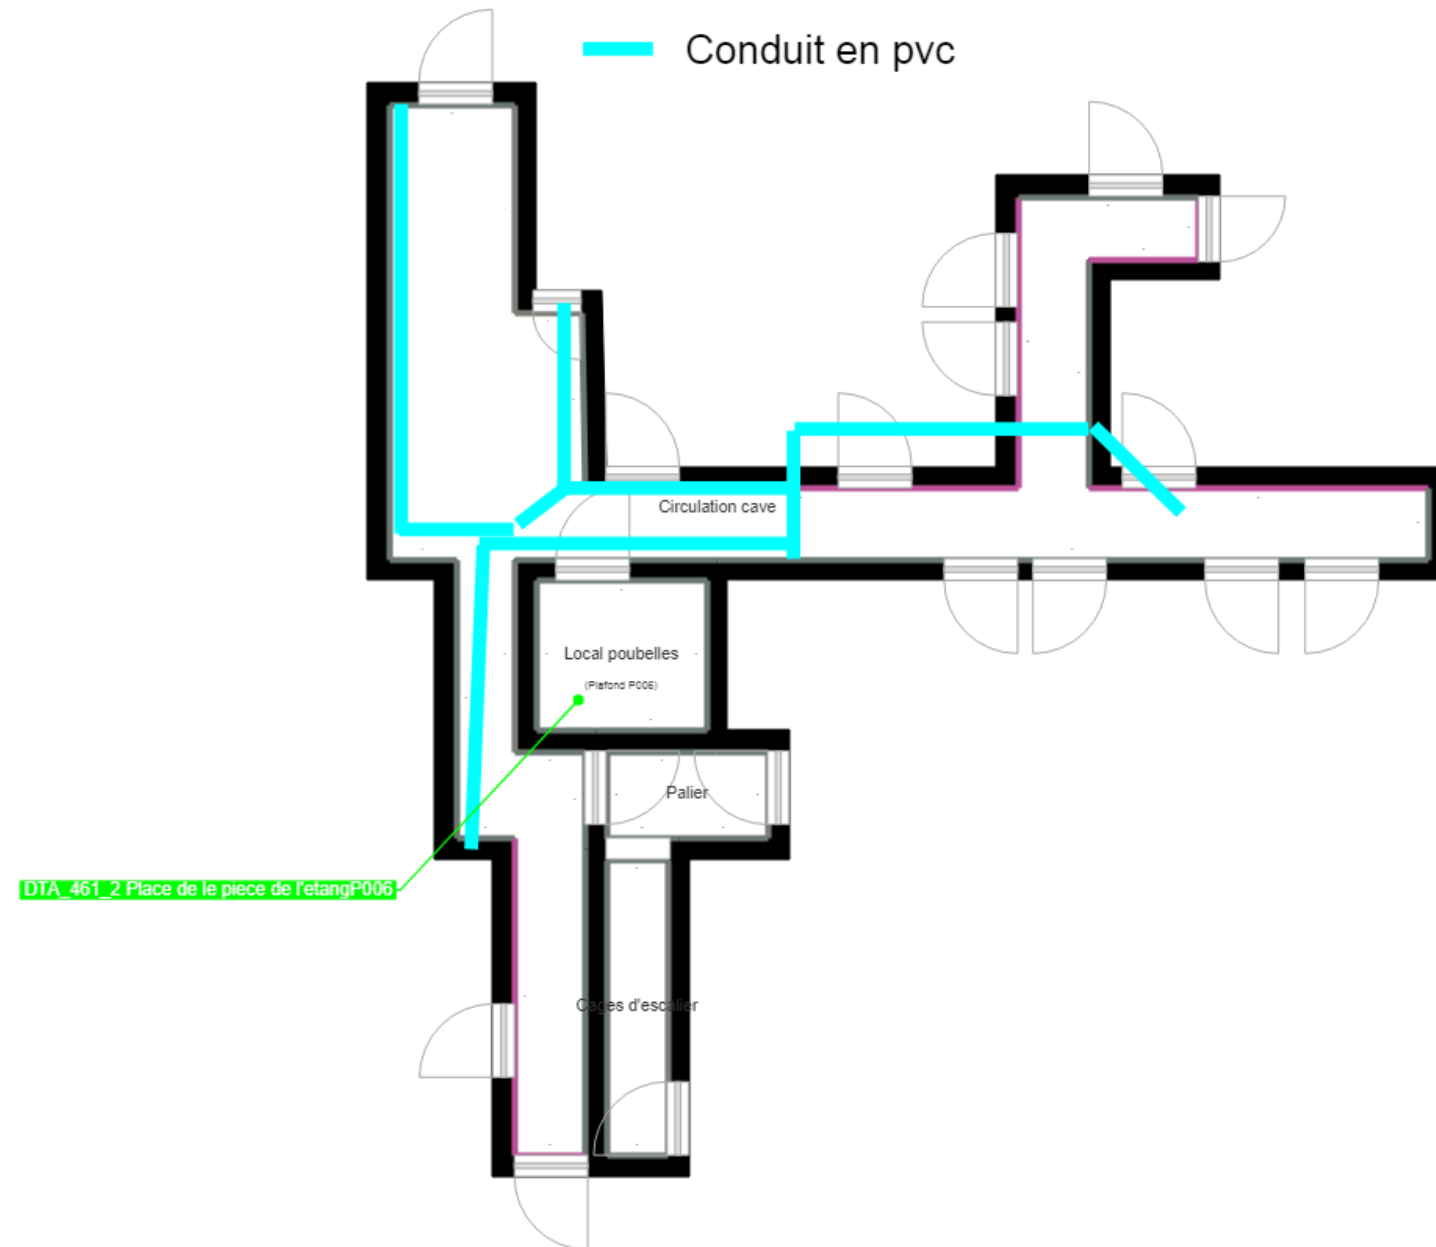 Conduit en pvc
Circulation cave
Local poubelles
(Plafond P006)
Palier
DTA_461_2 Place de le piece de l'etangP006
Cages d'escalier